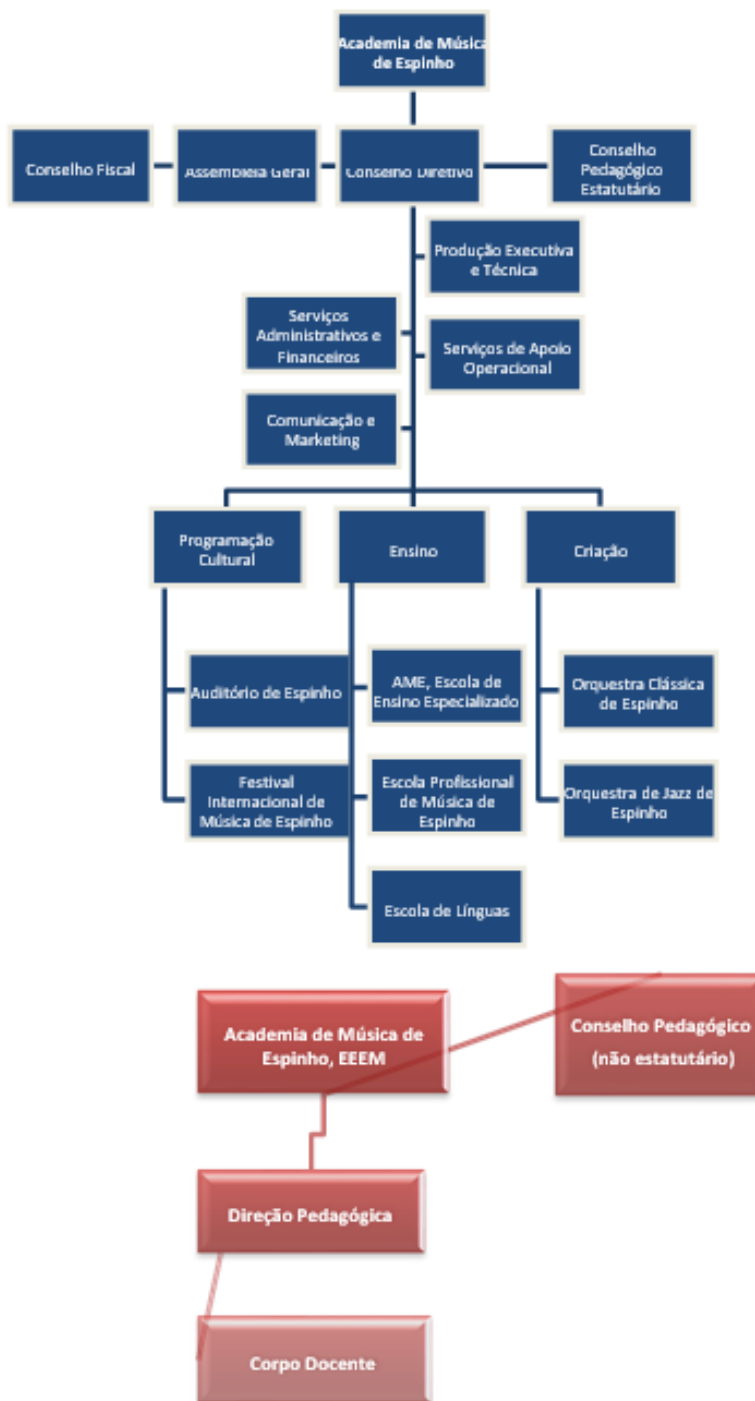 Academia de Música
de Espinho
Conselho Fiscal
Assembleia Geral
Conselho Diretivo
Conselho
Pedagógico
Estatutário
Produção Executiva
e Técnica
Serviços
Administrativos e
Financeiros
Serviços de Apoio
Operacional
Comunicação e
Marketing
Programação
Cultural
Ensino
Criação
Auditório de Espinho
AME, Escola de
Ensino Especializado
Orquestra Clássica
de Espinho
Festival
Internacional de
Música de Espinho
Escola Profissional
de Música de
Espinho
Orquestra de Jazz de
Espinho
Escola de Línguas
Academia de Música de
Espinho, EEEM
Conselho Pedagógico
(não estatutário)
Direção Pedagógica
Corpo Docente